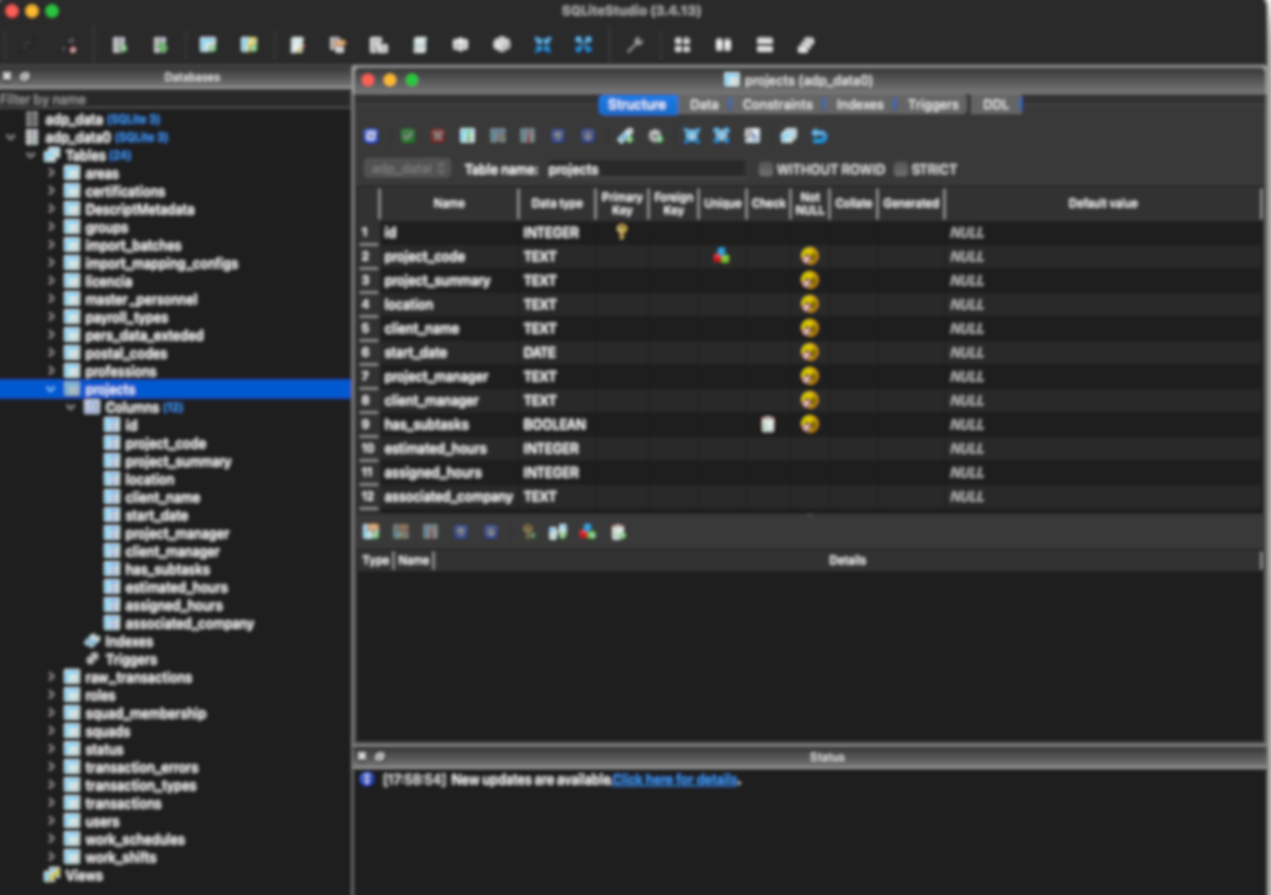 SQLiteStudio (3.4.13)
Databases
Filter by name
adp_data (SQLite 3)
adp_data0 (SQLite 3)
Tables (24)
areas
certifications
DescriptMetadata
groups
import_batches
import_mapping_configs
licencia
master_personnel
payroll_types
pers_data_exteded
postal_codes
professions
projects
Columns (12)
id
project_code
project_summary
location
client_name
start_date
project_manager
client_manager
has_subtasks
estimated_hours
assigned_hours
associated_company
Indexes
Triggers
raw_transactions
roles
squad_membership
squads
status
transaction_errors
transaction_types
transactions
users
work_schedules
work_shifts
Views
projects (adp_data0)
Structure Data Constraints Indexes Triggers DDL
Table name: projects WITHOUT ROWID STRICT
Name Data type Primary Key Foreign Key Unique Check Not NULL Collate Generated Default value
1 id INTEGER NULL
2 project_code TEXT NULL
3 project_summary TEXT NULL
4 location TEXT NULL
5 client_name TEXT NULL
6 start_date DATE NULL
7 project_manager TEXT NULL
8 client_manager TEXT NULL
9 has_subtasks BOOLEAN NULL
10 estimated_hours INTEGER NULL
11 assigned_hours INTEGER NULL
12 associated_company TEXT NULL
Type Name Details
Status
[17:58:54] New updates are available. Click here for details.